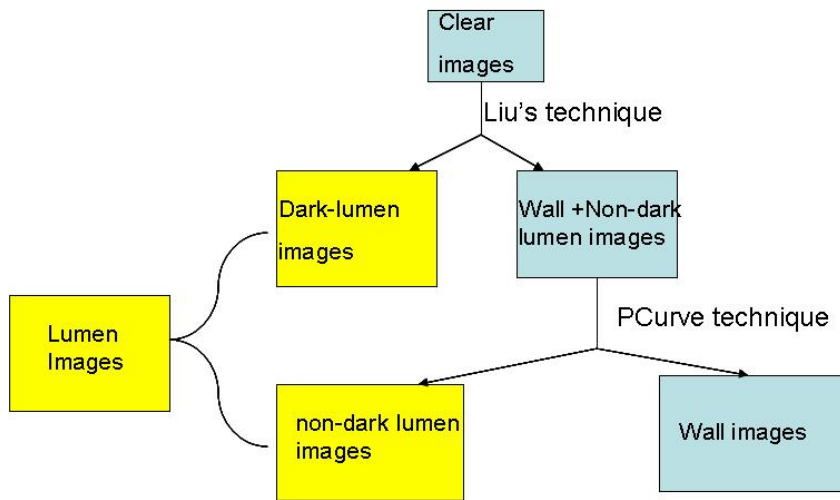 Clear
images
Liu's technique
Dark-lumen
images
Wall +Non-dark
lumen images
Lumen
Images
PCurve technique
non-dark lumen
images
Wall images